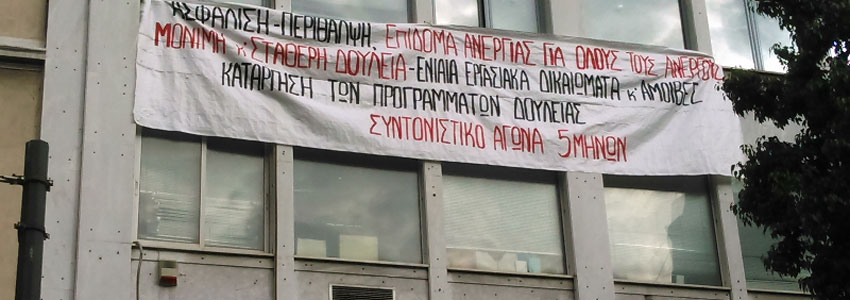 ΑΣΦΑΛΙΣΗ - ΠΕΡΙΘΑΛΨΗ, ΕΠΙΔΟΜΑ ΑΝΕΡΓΙΑΣ ΓΙΑ ΟΛΟΥΣ ΤΟΥΣ ΑΝΕΡΓΟΥΣ
ΜΟΝΙΜΗ κ ΣΤΑΘΕΡΗ ΔΟΥΛΕΙΑ - ΕΝΙΑΙΑ ΕΡΓΑΣΙΑΚΑ ΔΙΚΑΙΩΜΑΤΑ κ ΑΜΟΙΒΕΣ
ΚΑΤΑΡΓΗΣΗ ΤΩΝ ΠΡΟΓΡΑΜΜΑΤΩΝ ΔΟΥΛΕΙΑΣ
ΣΥΝΤΟΝΙΣΤΙΚΟ ΑΓΩΝΑ 5ΜΗΝΩΝ